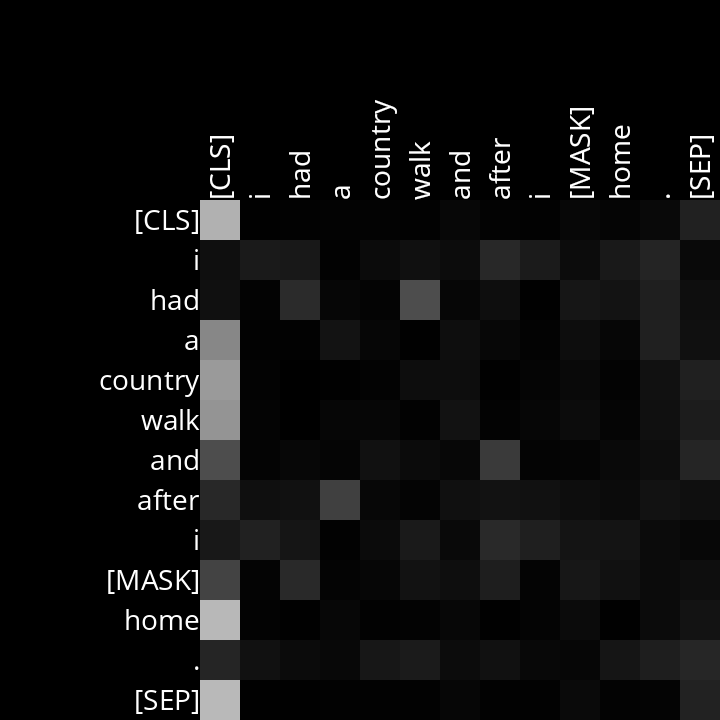 [CLS] i had a country walk and after i [MASK] home . [SEP]
[CLS]
i
had
a
country
walk
and
after
i
[MASK]
home
.
[SEP]